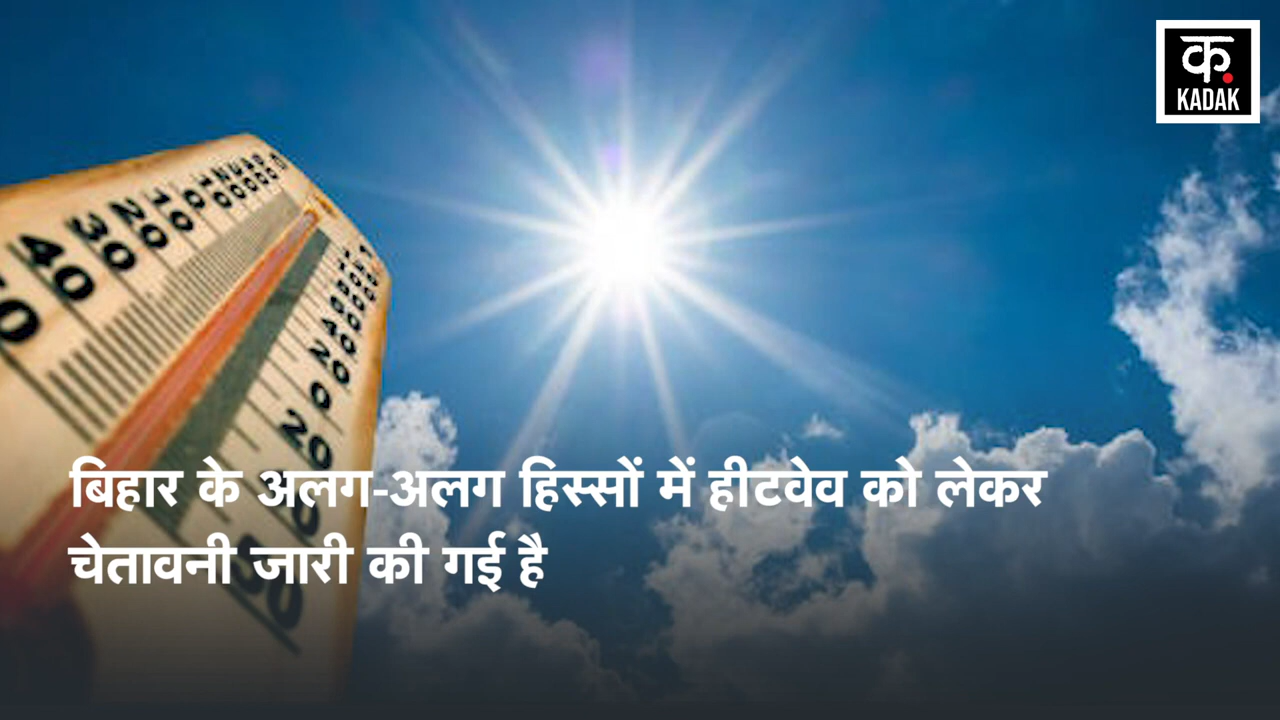 क.
KADAK
बिहार के अलग-अलग हिस्सों में हीटवेव को लेकर
चेतावनी जारी की गई है